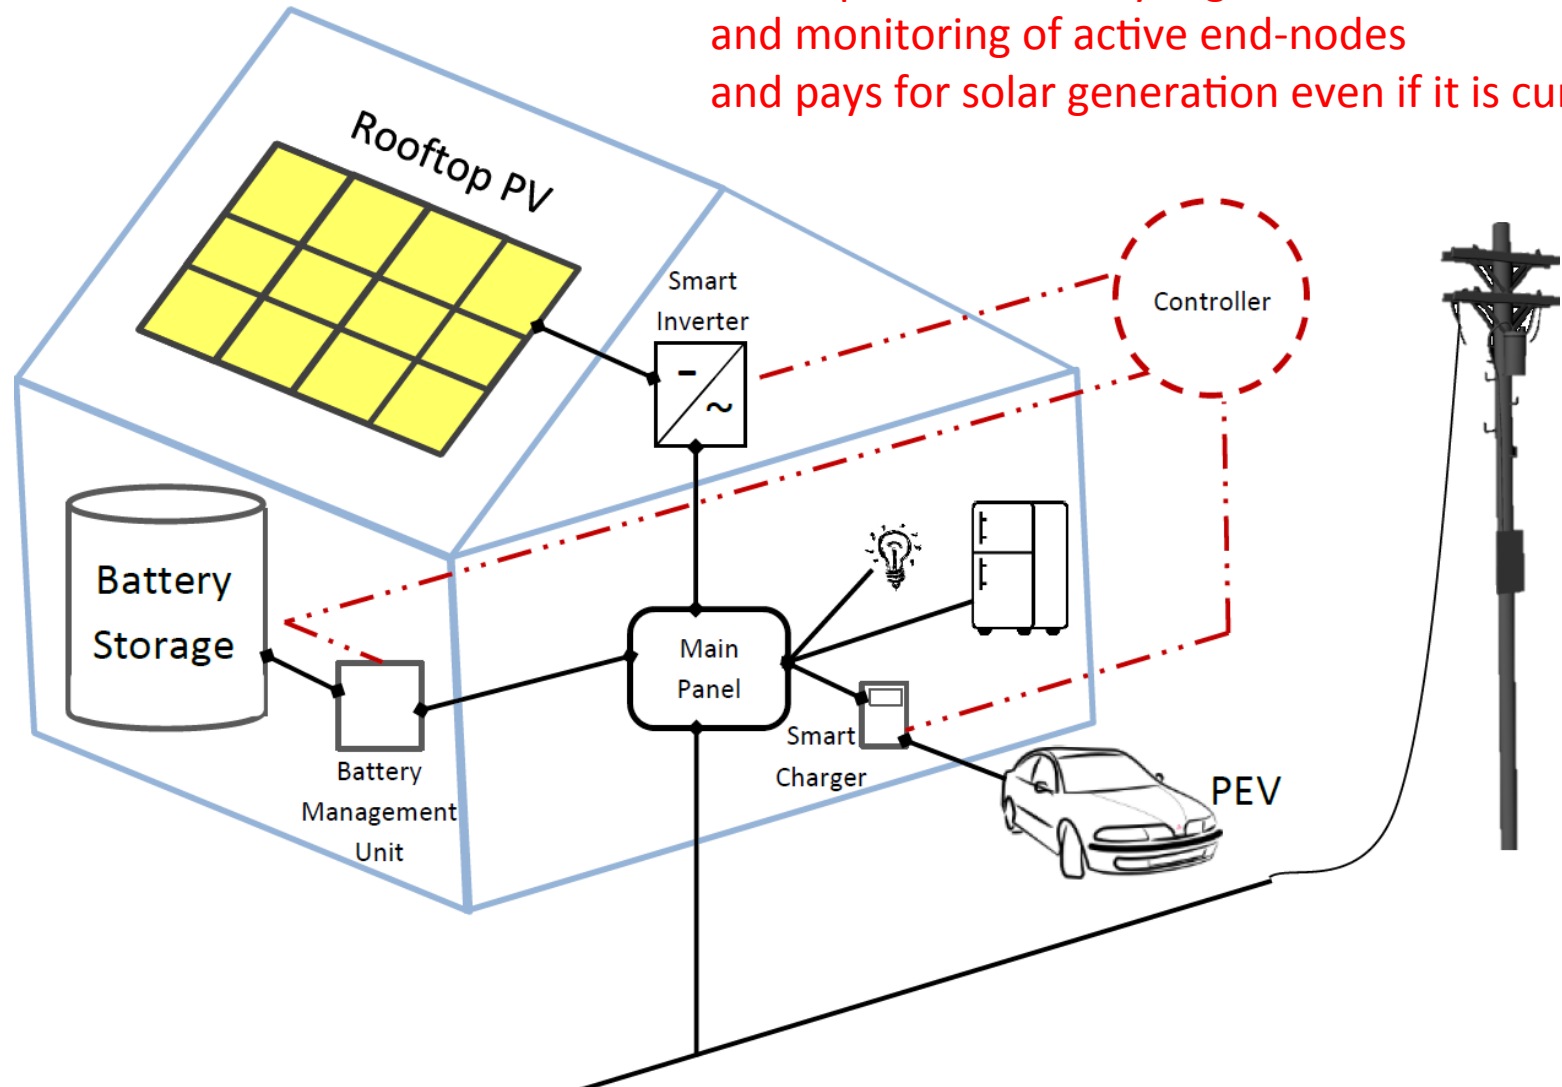 and monitoring of active end-nodes
and pays for solar generation even if it is
Rooftop PV
Smart
Inverter
Controller
Battery
Storage
Main
Panel
Smart
Charger
PEV
Battery
Management
Unit
-
~